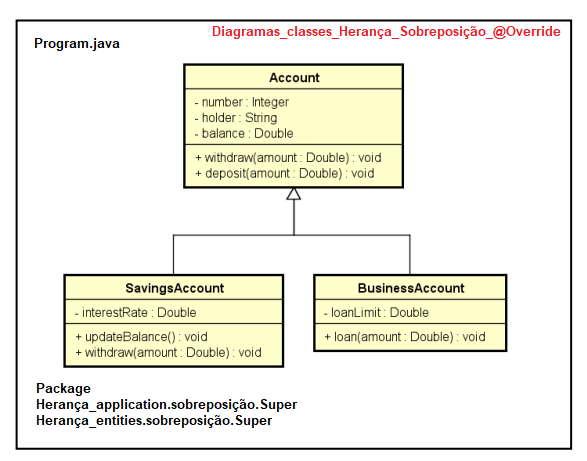 Diagramas_classes_Herança_Sobreposição_@Override
Program.java
Account
- number : Integer
- holder : String
- balance : Double
+ withdraw(amount : Double) : void
+ deposit(amount : Double) : void
SavingsAccount
- interestRate : Double
+ updateBalance() : void
+ withdraw(amount : Double) : void
BusinessAccount
- loanLimit : Double
+ loan(amount : Double) : void
Package
Herança_application.sobreposição.Super
Herança_entities.sobreposição.Super